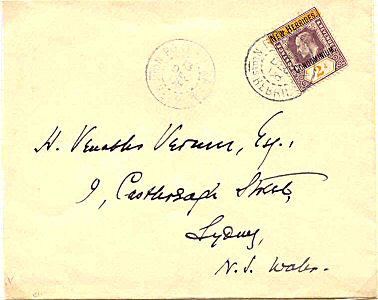 NEW HEBRIDES
CONDOMINIUM
H. Venables Vernon, Esq.,
9, Castlereagh Street,
Sydney,
N. S. Wales.